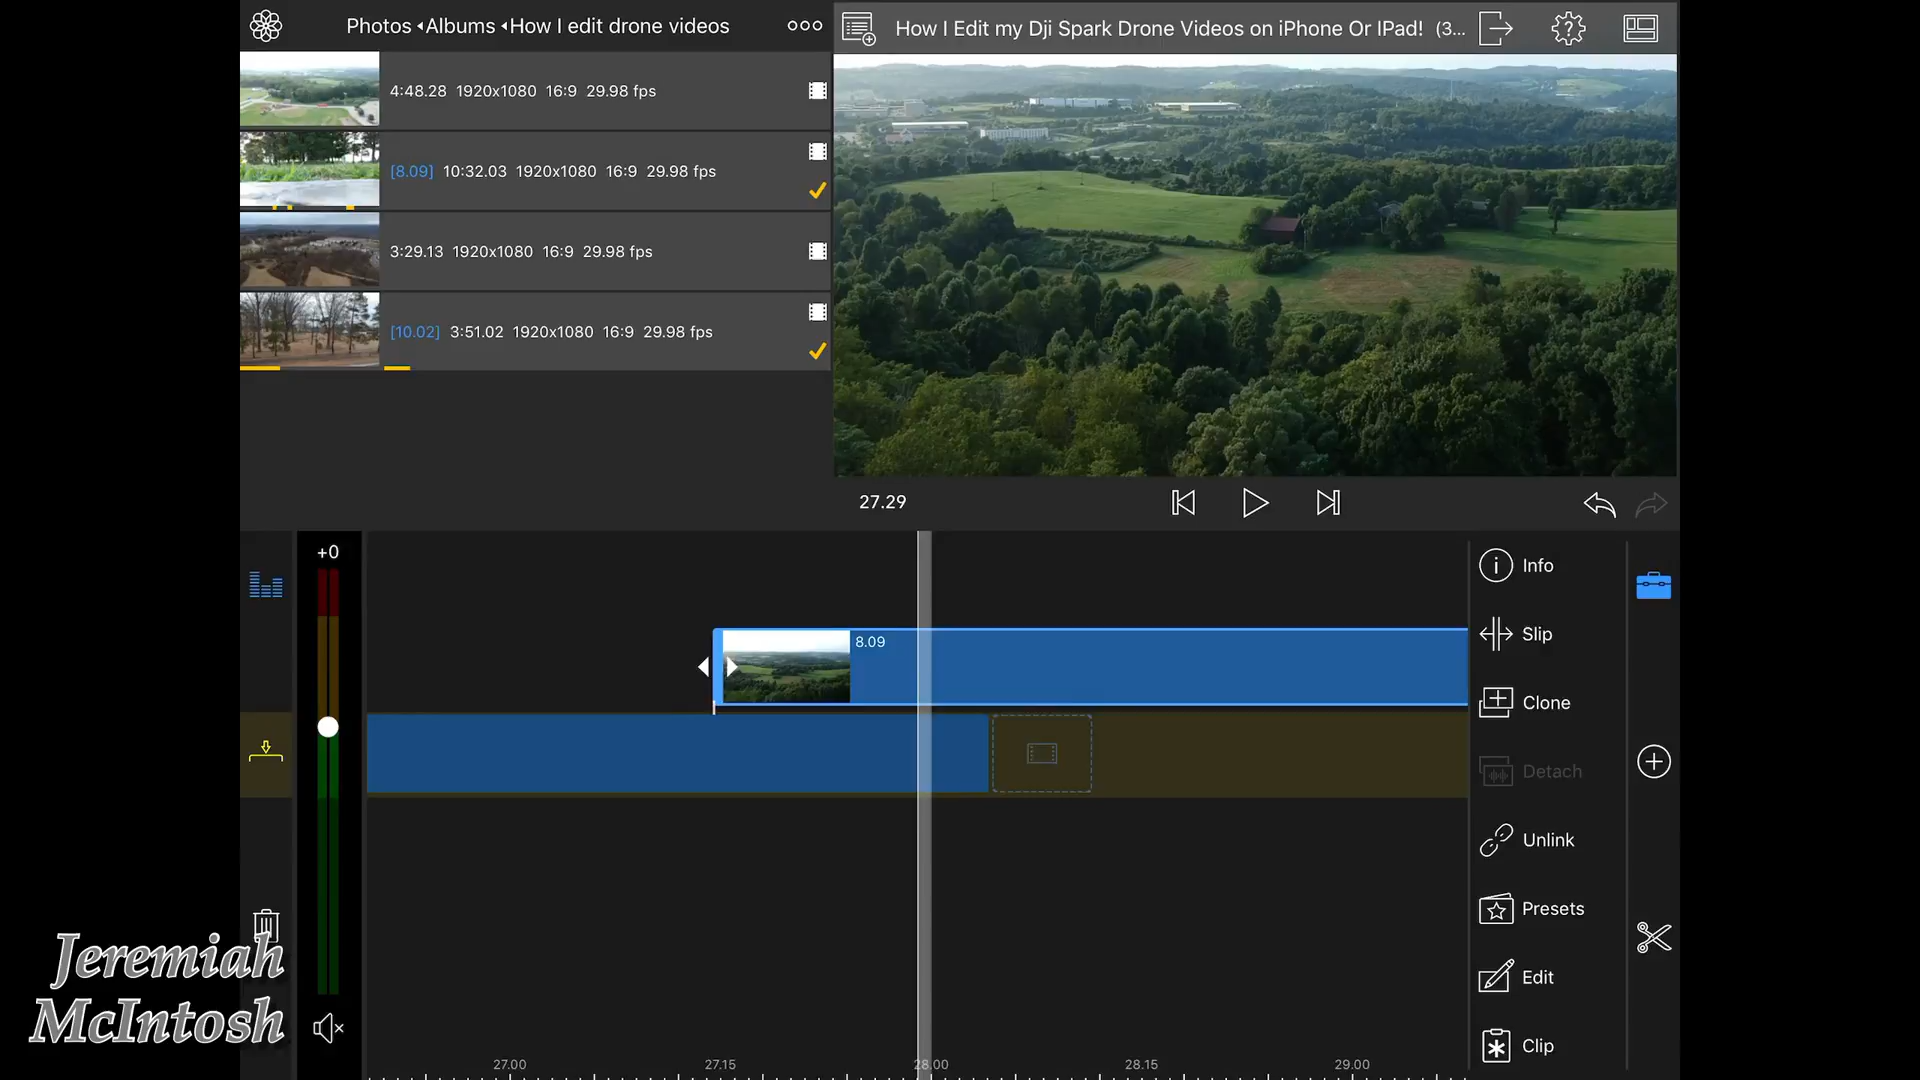 Photos ◂Albums ◂How I edit drone videos
How I Edit my Dji Spark Drone Videos on iPhone Or IPad! (3...
4:48.28 1920x1080 16:9 29.98 fps
[8.09] 10:32.03 1920x1080 16:9 29.98 fps
3:29.13 1920x1080 16:9 29.98 fps
[10.02] 3:51.02 1920x1080 16:9 29.98 fps
27.29
+0
8.09
Info
Slip
Clone
Detach
Unlink
Presets
Edit
Clip
27.00 27.15 28.00 28.15 29.00
Jeremiah
McIntosh